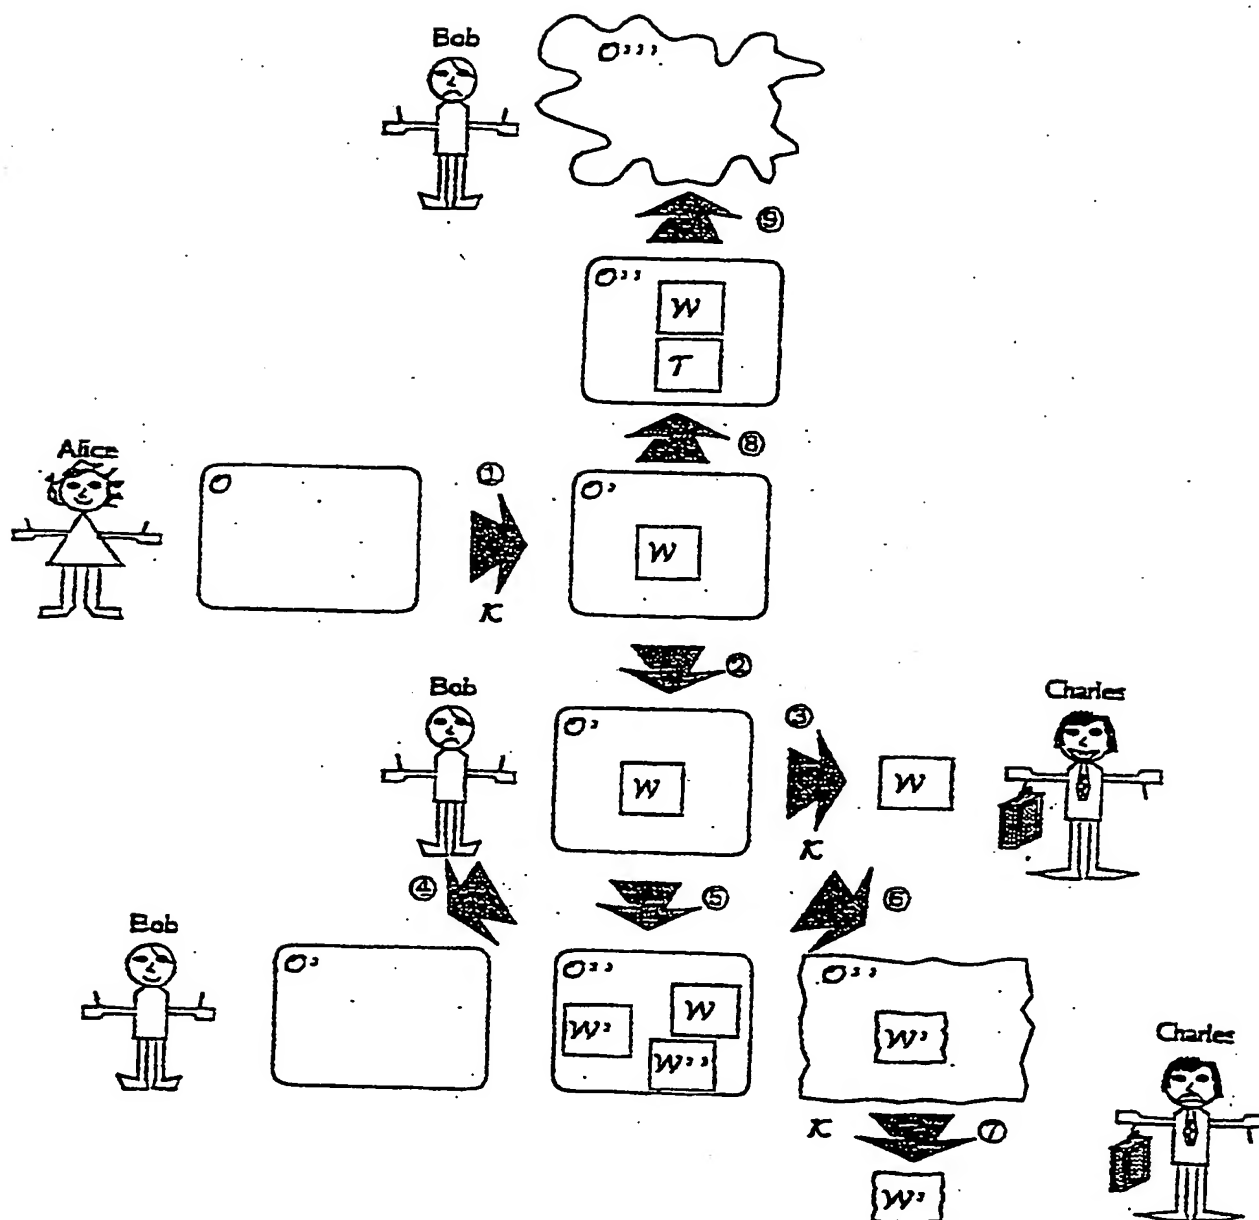 Bob
O'''
⑨
O''
W
T
Alice
O
①
K
O'
W
⑧
②
Bob
O'
W
③
K
W
Charles
④
⑤
⑥
Bob
O'
O''
W'
W
W''
O''
W'
Charles
K
⑦
W'